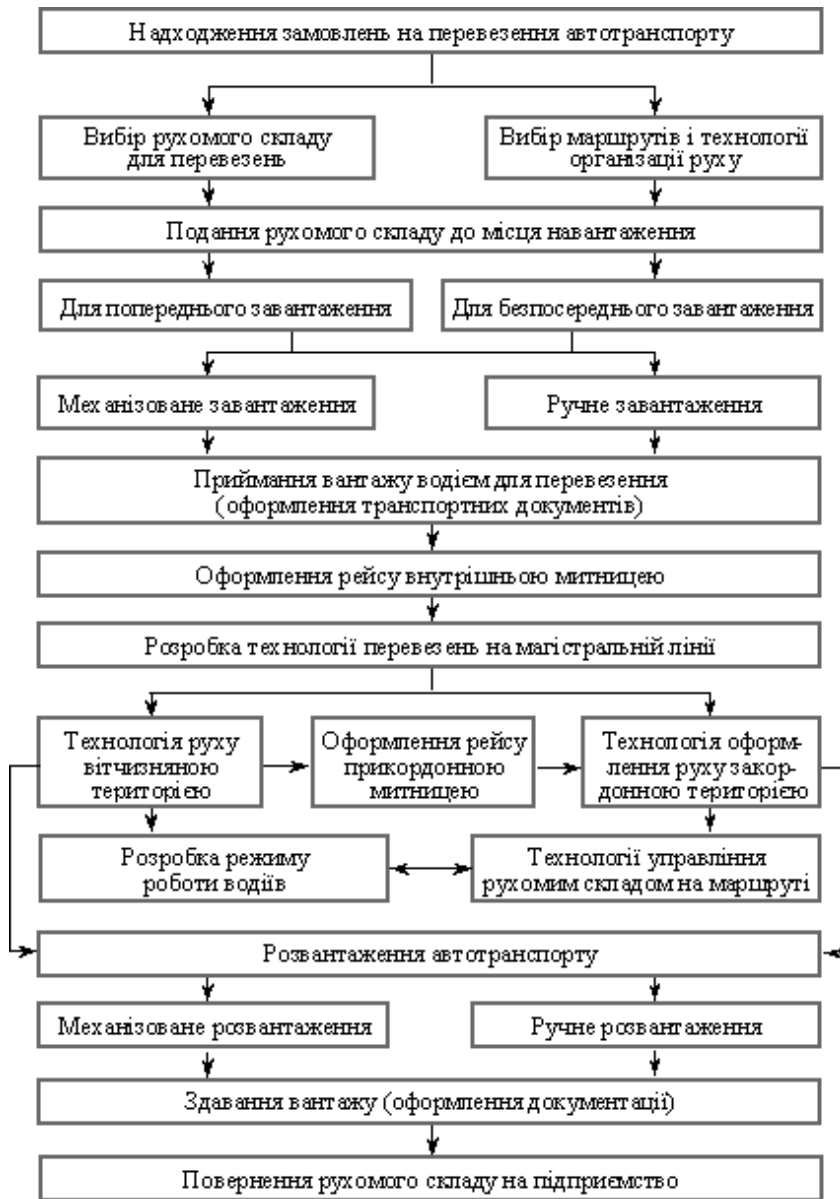 Надходження замовлень на перевезення автотранспорту
Вибір рухомого складу
для перевезень
Вибір маршрутів і технології
організації руху
Подання рухомого складу до місця навантаження
Для попереднього завантаження
Для безпосереднього завантаження
Механізоване завантаження
Ручне завантаження
Приймання вантажу водієм для перевезення
(оформлення транспортних документів)
Оформлення рейсу внутрішньою митницею
Розробка технології перевезень на магістральній лінії
Технологія руху
вітчизняною
територією
Оформлення рейсу
прикордонною
митницею
Технологія оформ-
лення руху закор-
донною територією
Розробка режиму
роботи водіїв
Технології управління
рухомим складом на маршруті
Розвантаження автотранспорту
Механізоване розвантаження
Ручне розвантаження
Здавання вантажу (оформлення документації)
Повернення рухомого складу на підприємство